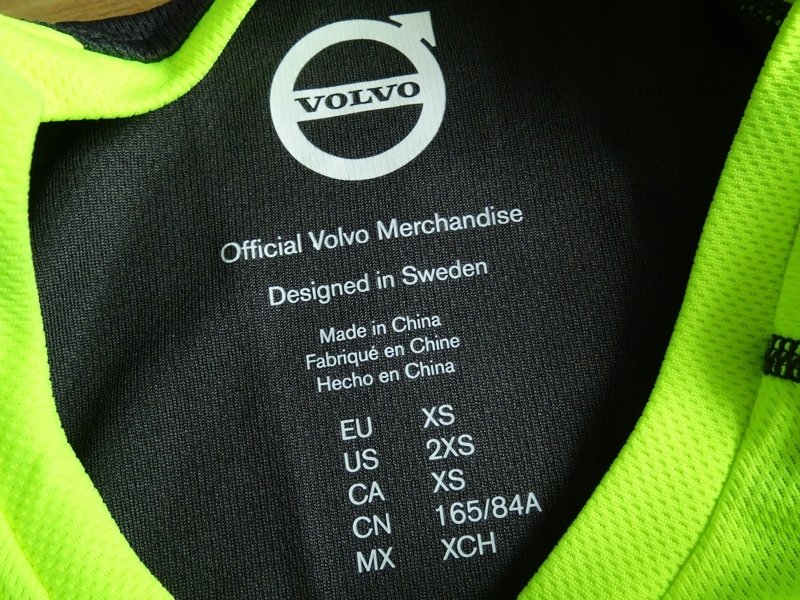 VOLVO
Official Volvo Merchandise
Designed in Sweden
Made in China
Fabriqué en Chine
Hecho en China
EU XS
US 2XS
CA XS
CN 165/84A
MX XCH